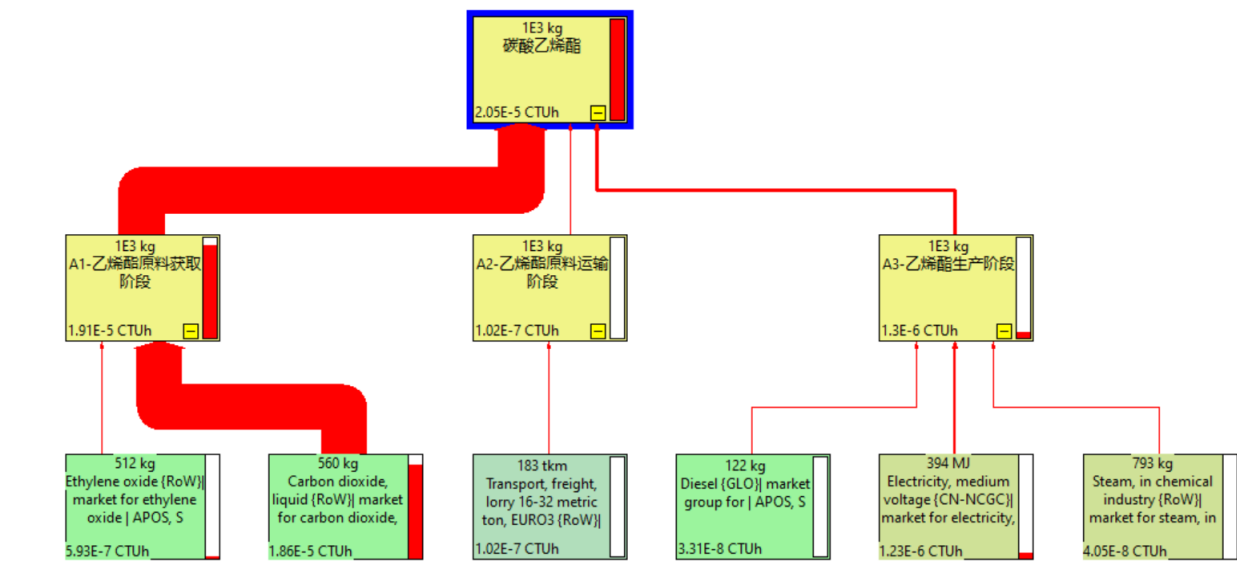 1E3 kg
碳酸乙烯酯
2.05E-5 CTUh
1E3 kg
A1-乙烯酯原料获取
阶段
1.91E-5 CTUh
1E3 kg
A2-乙烯酯原料运输
阶段
1.02E-7 CTUh
1E3 kg
A3-乙烯酯生产阶段
1.3E-6 CTUh
512 kg
Ethylene oxide {RoW}|
market for ethylene
oxide | APOS, S
5.93E-7 CTUh
560 kg
Carbon dioxide,
liquid {RoW}| market
for carbon dioxide,
1.86E-5 CTUh
183 tkm
Transport, freight,
lorry 16-32 metric
ton, EURO3 {RoW}|
1.02E-7 CTUh
122 kg
Diesel {GLO}| market
group for | APOS, S
3.31E-8 CTUh
394 MJ
Electricity, medium
voltage {CN-NCGC}|
market for electricity,
1.23E-6 CTUh
793 kg
Steam, in chemical
industry {RoW}|
market for steam, in
4.05E-8 CTUh